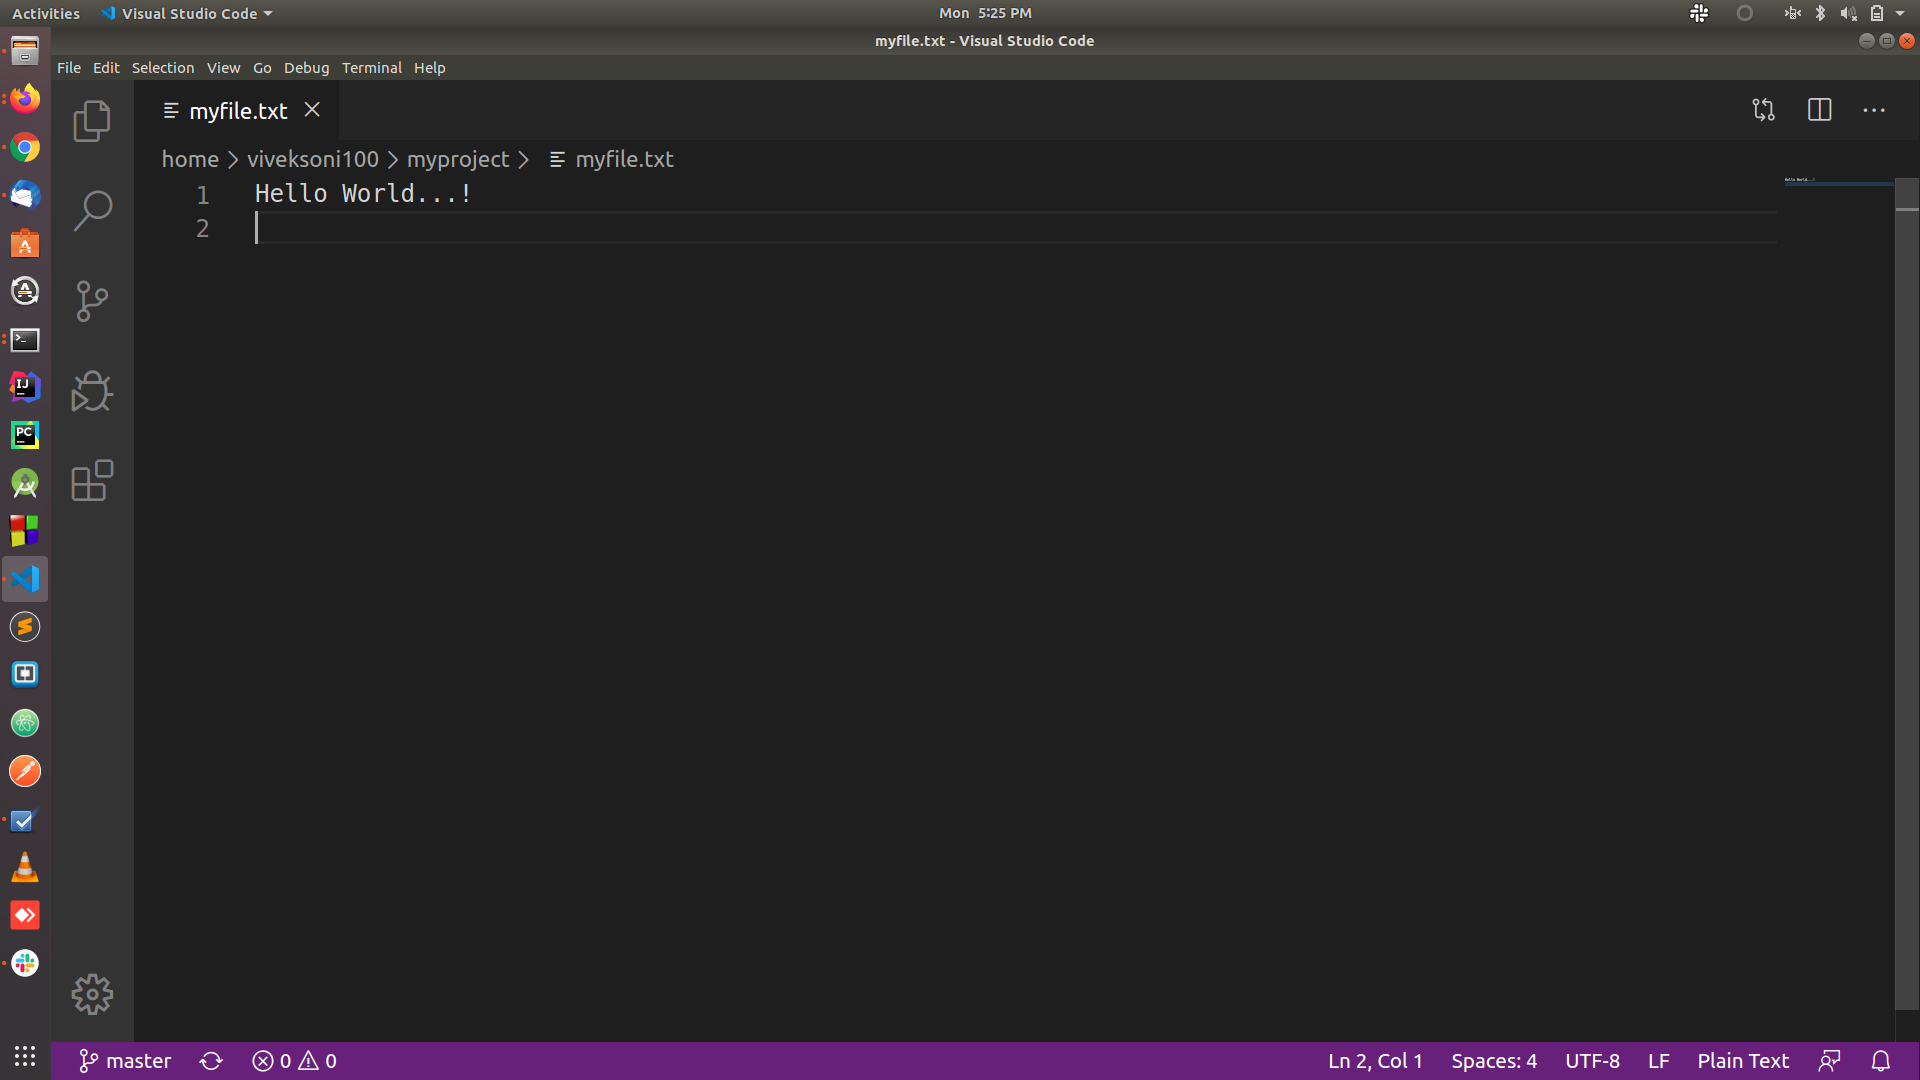 Activities Visual Studio Code Mon 5:25 PM
myfile.txt - Visual Studio Code
File Edit Selection View Go Debug Terminal Help
myfile.txt
home > viveksoni100 > myproject > myfile.txt
1 Hello World...!
2
master 0 0 Ln 2, Col 1 Spaces: 4 UTF-8 LF Plain Text
IJ
PC